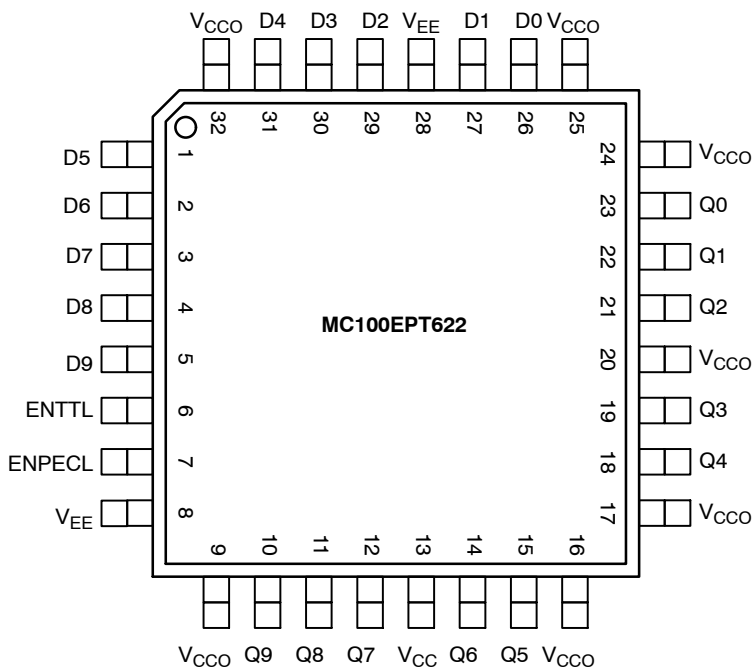 VCCO D4 D3 D2 VEE D1 D0 VCCO
32 31 30 29 28 27 26 25
D5 1 24 VCCO
D6 2 23 Q0
D7 3 22 Q1
D8 4 21 Q2
MC100EPT622
D9 5 20 VCCO
ENTTL 6 19 Q3
ENPECL 7 18 Q4
VEE 8 17 VCCO
9 10 11 12 13 14 15 16
VCCO Q9 Q8 Q7 VCC Q6 Q5 VCCO